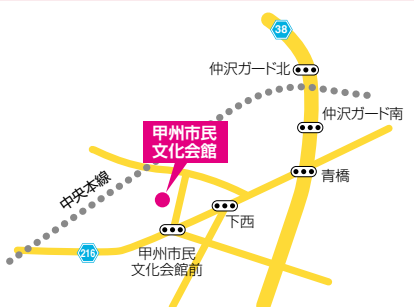 38
仲沢ガード北
仲沢ガード南
甲州市民
文化会館
青橋
中央本線
下西
216
甲州市民
文化会館前